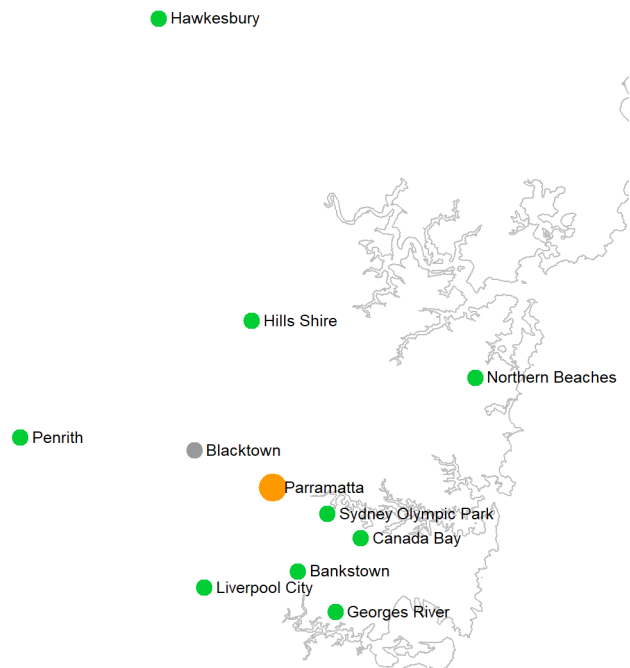 Hawkesbury
Hills Shire
Northern Beaches
Penrith
Blacktown
Parramatta
Sydney Olympic Park
Canada Bay
Bankstown
Liverpool City
Georges River